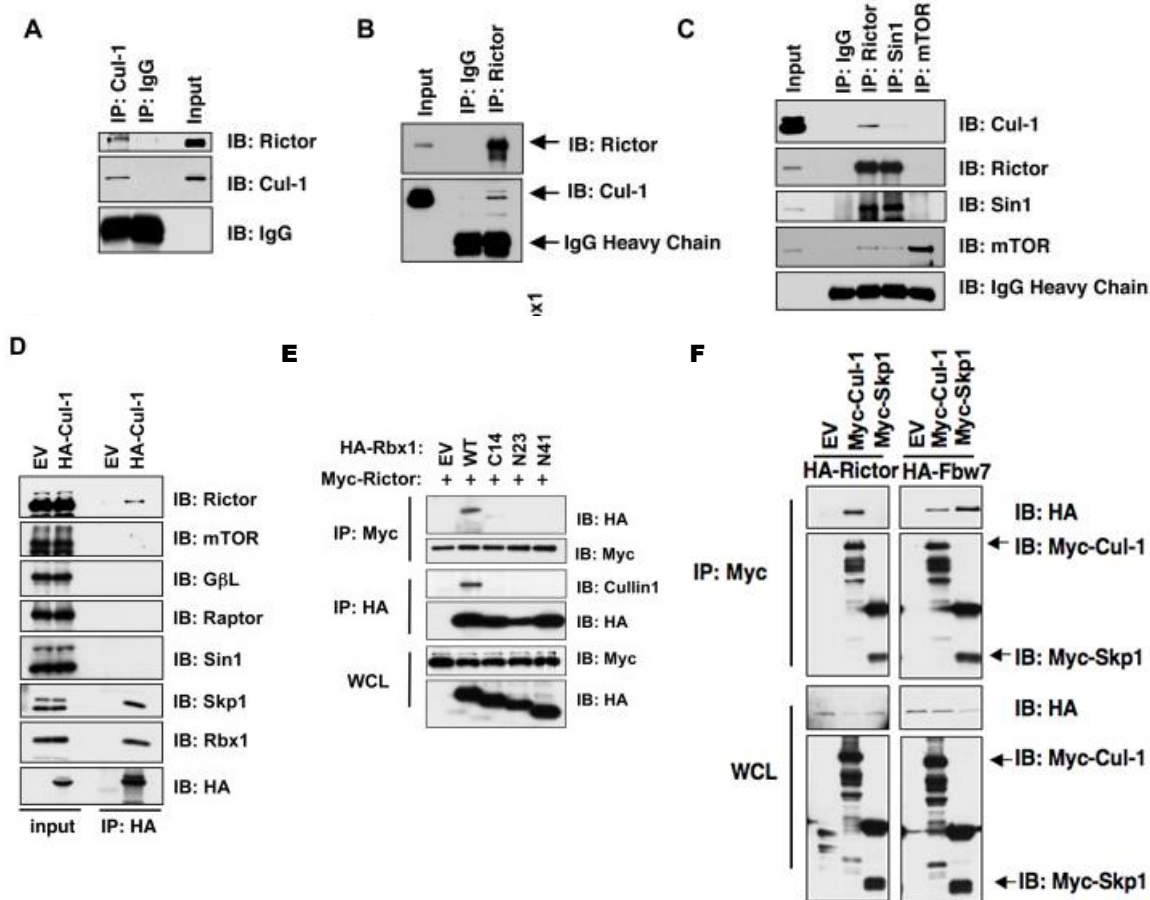 A
IP: Cul-1
IP: IgG
Input
IB: Rictor
IB: Cul-1
IB: IgG
B
Input
IP: IgG
IP: Rictor
IB: Rictor
IB: Cul-1
IgG Heavy Chain
C
Input
IP: IgG
IP: Rictor
IP: Sin1
IP: mTOR
IB: Cul-1
IB: Rictor
IB: Sin1
IB: mTOR
IB: IgG Heavy Chain
D
EV
HA-Cul-1
EV
HA-Cul-1
IB: Rictor
IB: mTOR
IB: GβL
IB: Raptor
IB: Sin1
IB: Skp1
IB: Rbx1
IB: HA
input
IP: HA
E
HA-Rbx1: EV WT C14 N23 N41
Myc-Rictor: + + + + +
IP: Myc
IB: HA
IB: Myc
IP: HA
IB: Cullin1
IB: HA
WCL
IB: Myc
IB: HA
F
EV
Myc-Cul-1
Myc-Skp1
EV
Myc-Cul-1
Myc-Skp1
HA-Rictor
HA-Fbw7
IP: Myc
IB: HA
IB: Myc-Cul-1
IB: Myc-Skp1
WCL
IB: HA
IB: Myc-Cul-1
IB: Myc-Skp1